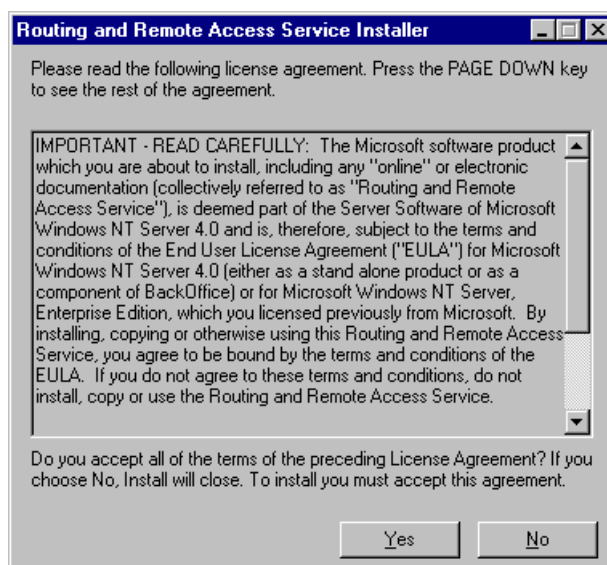 Routing and Remote Access Service Installer
Please read the following license agreement. Press the PAGE DOWN key
to see the rest of the agreement.
IMPORTANT - READ CAREFULLY:  The Microsoft software product
which you are about to install, including any "online" or electronic
documentation (collectively referred to as "Routing and Remote
Access Service"), is deemed part of the Server Software of Microsoft
Windows NT Server 4.0 and is, therefore, subject to the terms and
conditions of the End User License Agreement ("EULA") for Microsoft
Windows NT Server 4.0 (either as a stand alone product or as a
component of BackOffice) or for Microsoft Windows NT Server,
Enterprise Edition, which you licensed previously from Microsoft.  By
installing, copying or otherwise using this Routing and Remote Access
Service, you agree to be bound by the terms and conditions of the
EULA.  If you do not agree to these terms and conditions, do not
install, copy or use the Routing and Remote Access Service.
Do you accept all of the terms of the preceding License Agreement? If you
choose No, Install will close. To install you must accept this agreement.
Yes
No